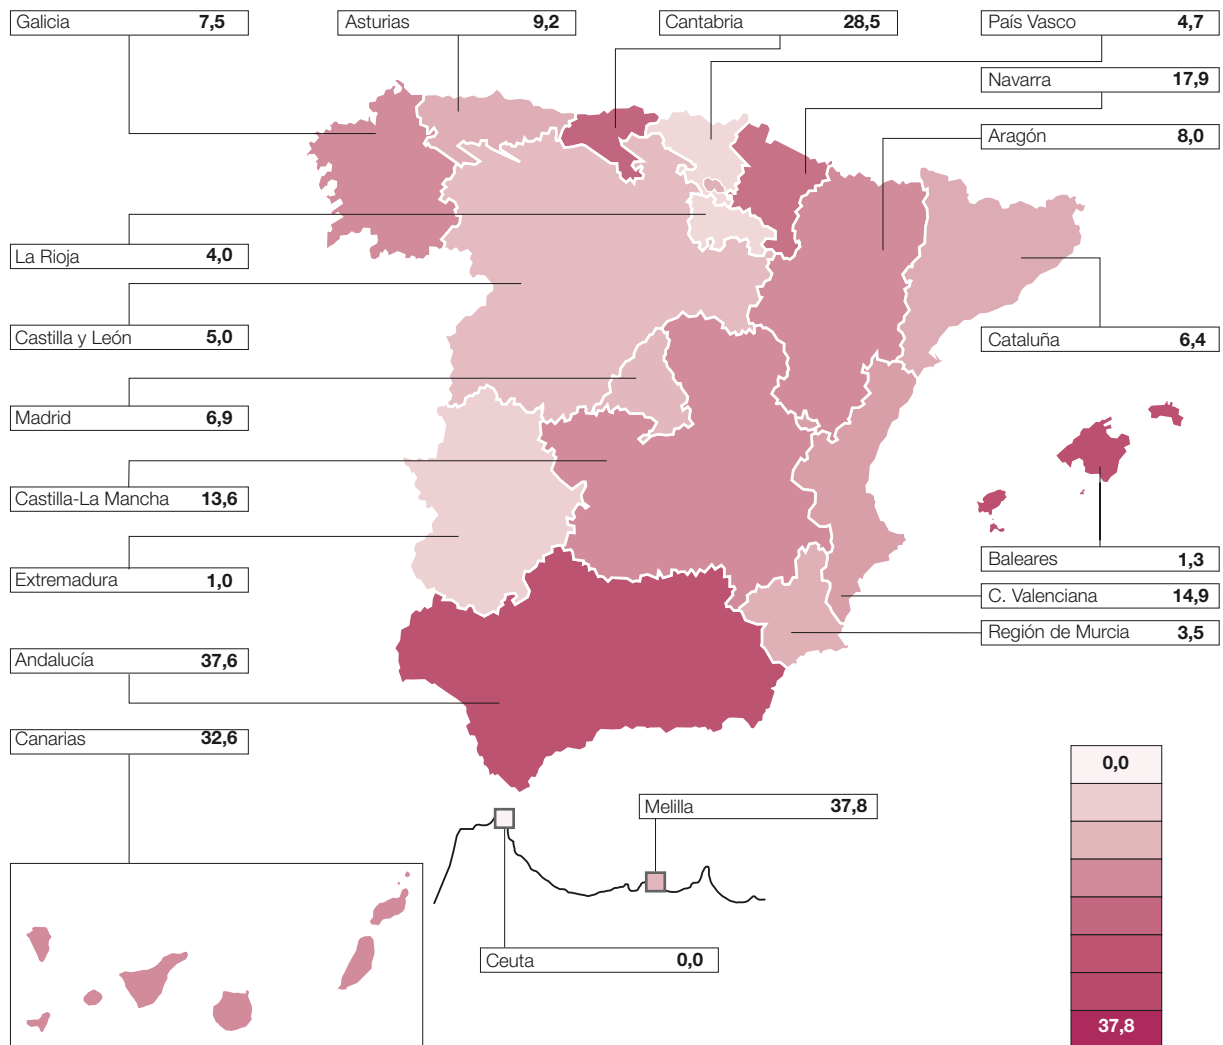 Galicia 7,5
Asturias 9,2
Cantabria 28,5
País Vasco 4,7
Navarra 17,9
Aragón 8,0
La Rioja 4,0
Castilla y León 5,0
Cataluña 6,4
Madrid 6,9
Castilla-La Mancha 13,6
Extremadura 1,0
Baleares 1,3
C. Valenciana 14,9
Región de Murcia 3,5
Andalucía 37,6
Canarias 32,6
Melilla 37,8
Ceuta 0,0
0,0
37,8